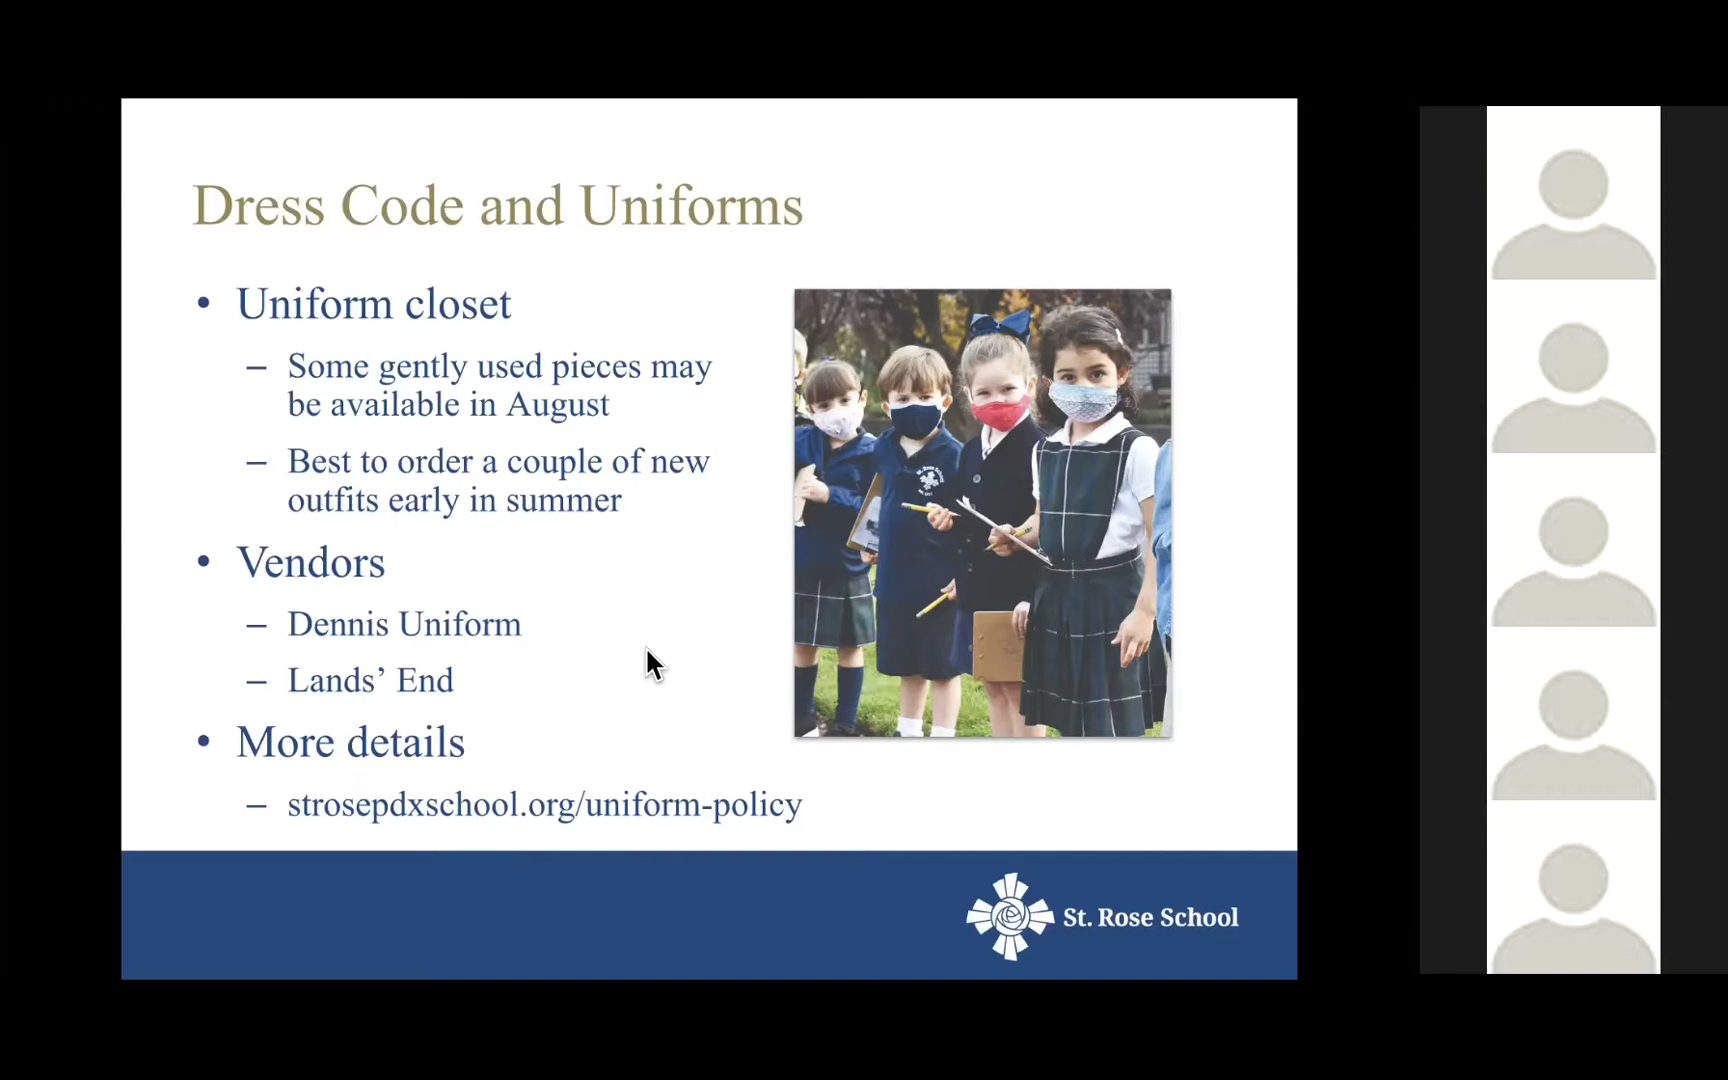 Dress Code and Uniforms
• Uniform closet
– Some gently used pieces may
be available in August
– Best to order a couple of new
outfits early in summer
• Vendors
– Dennis Uniform
– Lands’ End
• More details
– strosepdxschool.org/uniform-policy
St. Rose School